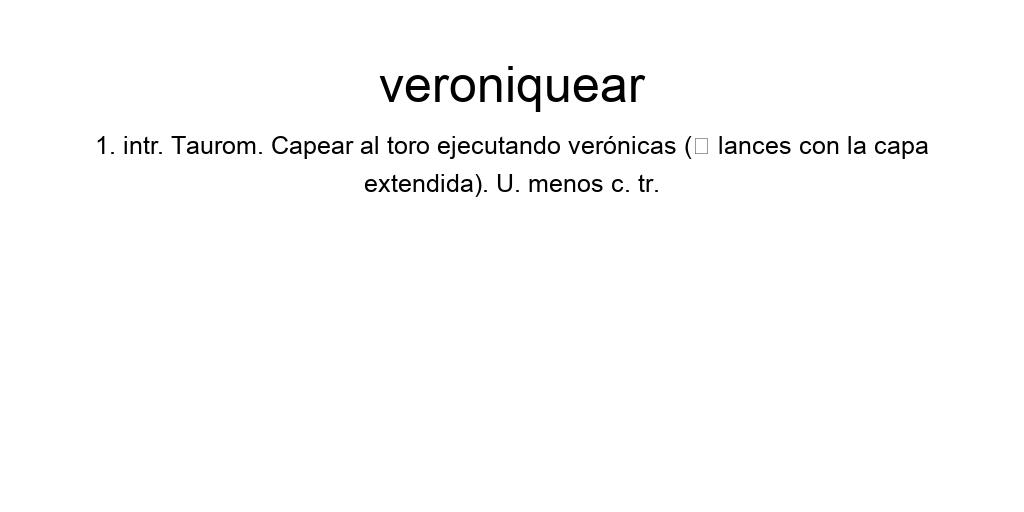 veroniquear
1. intr. Taurom. Capear al toro ejecutando verónicas (□ lances con la capa
extendida). U. menos c. tr.